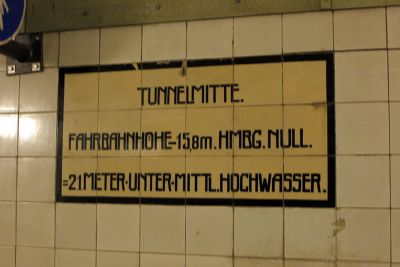 TUNNELMITTE.
FAHRBAHNHÖHE-15,8m. HMBG. NULL.
=21 METER·UNTER·MITTL. HOCHWASSER.